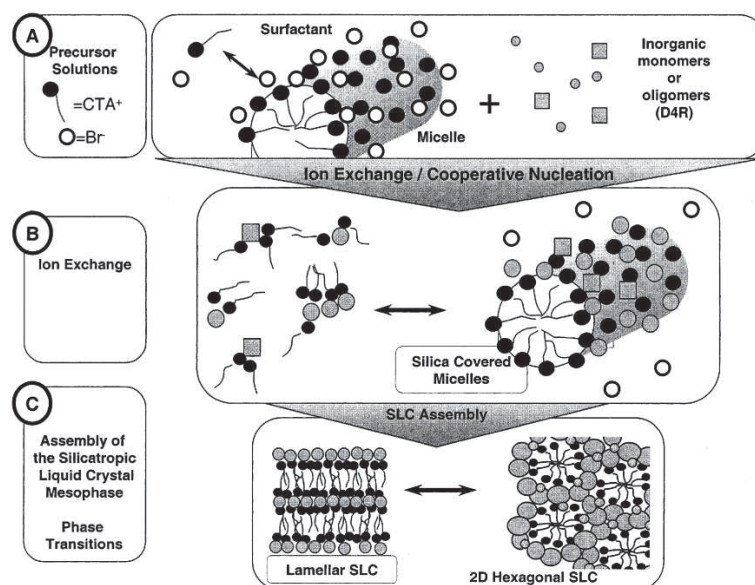 A
Precursor
Solutions
=CTA+
=Br-
Surfactant
Micelle
+
Inorganic
monomers
or
oligomers
(D4R)
Ion Exchange / Cooperative Nucleation
B
Ion Exchange
Silica Covered
Micelles
C
SLC Assembly
Assembly of
the Silicatropic
Liquid Crystal
Mesophase
Phase
Transitions
Lamellar SLC
2D Hexagonal SLC